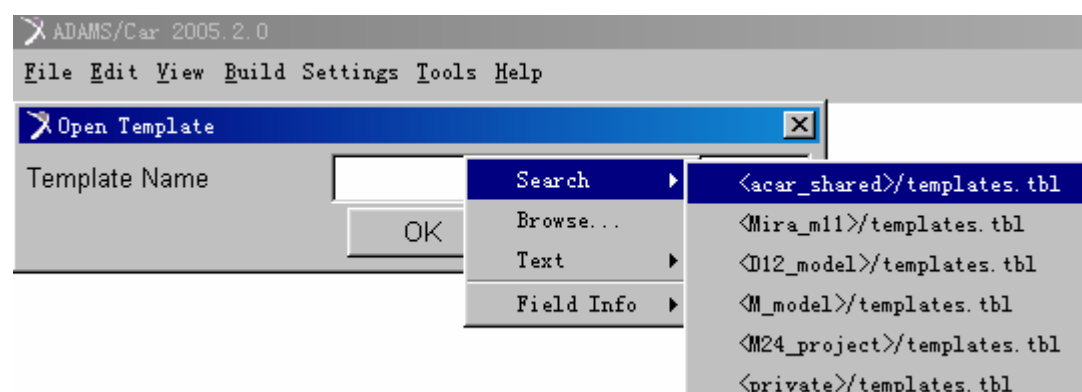 ADAMS/Car 2005.2.0
File Edit View Build Settings Tools Help
Open Template
Template Name
OK
Search
Browse...
Text
Field Info
<acar_shared>/templates.tbl
<Mira_m11>/templates.tbl
<D12_model>/templates.tbl
<M_model>/templates.tbl
<M24_project>/templates.tbl
<private>/templates.tbl